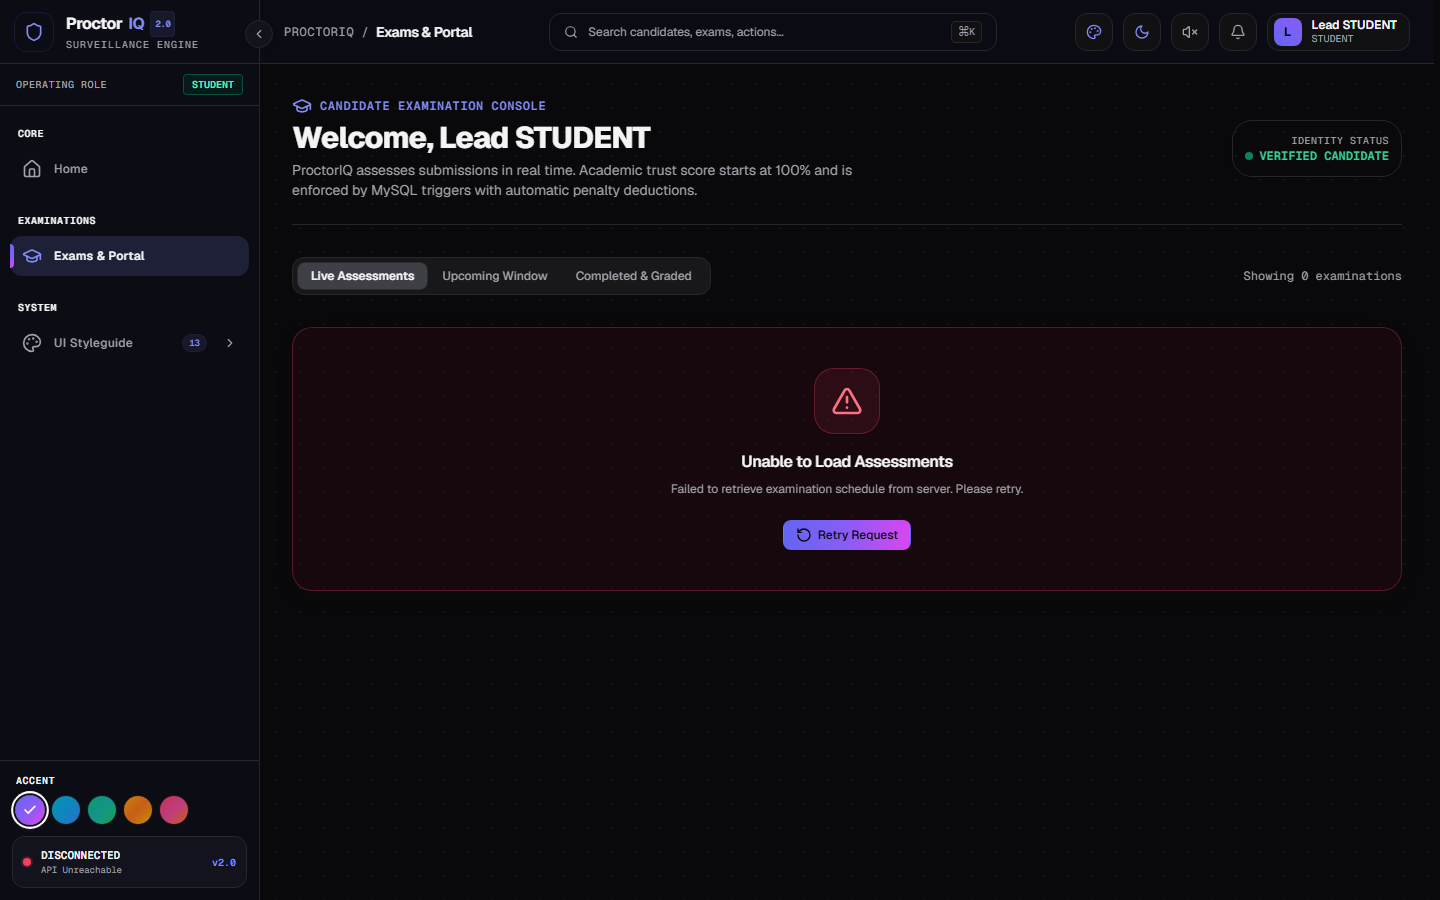 Proctor IQ 2.0
SURVEILLANCE ENGINE
OPERATING ROLE STUDENT
CORE
Home
EXAMINATIONS
Exams & Portal
SYSTEM
UI Styleguide 13
ACCENT
DISCONNECTED
API Unreachable
v2.0
PROCTORIQ / Exams & Portal
Search candidates, exams, actions... ⌘K
L
Lead STUDENT
STUDENT
CANDIDATE EXAMINATION CONSOLE
Welcome, Lead STUDENT
ProctorIQ assesses submissions in real time. Academic trust score starts at 100% and is
enforced by MySQL triggers with automatic penalty deductions.
IDENTITY STATUS
VERIFIED CANDIDATE
Live Assessments Upcoming Window Completed & Graded
Showing 0 examinations
Unable to Load Assessments
Failed to retrieve examination schedule from server. Please retry.
Retry Request